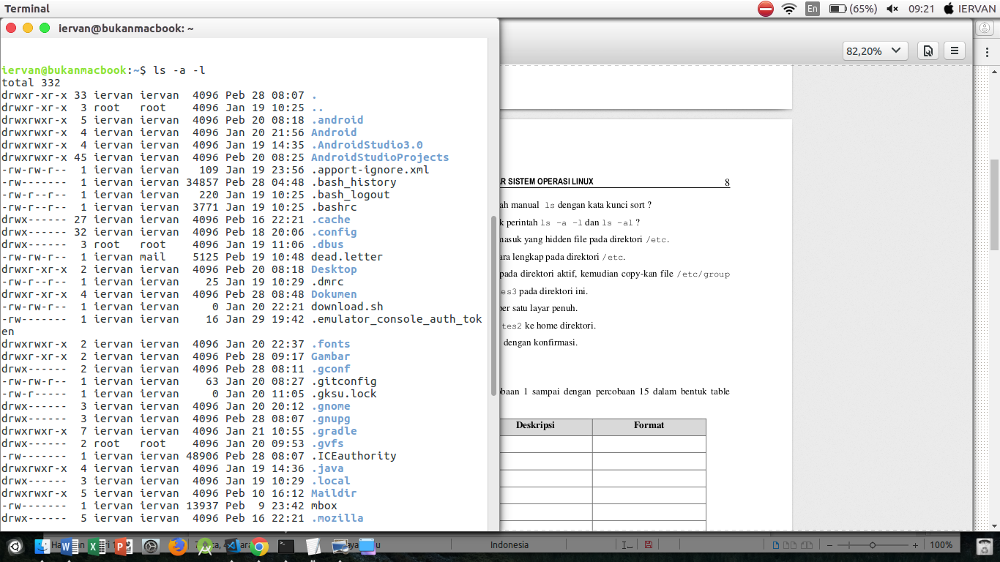 Terminal
En
(65%)
09:21
IERVAN
iervan@bukanmacbook: ~
82,20%
iervan@bukanmacbook:~$ ls -a -l
total 332
drwxr-xr-x 33 iervan iervan  4096 Peb 28 08:07 .
drwxr-xr-x  3 root   root    4096 Jan 19 10:25 ..
drwxrwxr-x  5 iervan iervan  4096 Peb 20 08:18 .android
drwxrwxr-x  4 iervan iervan  4096 Jan 20 21:56 Android
drwxrwxr-x  4 iervan iervan  4096 Jan 19 14:35 .AndroidStudio3.0
drwxrwxr-x 45 iervan iervan  4096 Peb 20 08:25 AndroidStudioProjects
-rw-rw-r--  1 iervan iervan   109 Jan 19 23:56 .apport-ignore.xml
-rw-------  1 iervan iervan 34857 Peb 28 04:48 .bash_history
-rw-r--r--  1 iervan iervan   220 Jan 19 10:25 .bash_logout
-rw-r--r--  1 iervan iervan  3771 Jan 19 10:25 .bashrc
drwx------ 27 iervan iervan  4096 Peb 16 22:21 .cache
drwx------ 32 iervan iervan  4096 Peb 18 20:06 .config
drwx------  3 root   root    4096 Jan 19 11:06 .dbus
-rw-rw-r--  1 iervan mail    5125 Peb 19 10:48 dead.letter
drwxr-xr-x  2 iervan iervan  4096 Peb 20 08:18 Desktop
-rw-r--r--  1 iervan iervan    25 Jan 19 10:29 .dmrc
drwxr-xr-x  4 iervan iervan  4096 Peb 28 08:48 Dokumen
-rw-rw-r--  1 iervan iervan     0 Jan 20 22:21 download.sh
-rw-------  1 iervan iervan    16 Jan 29 19:42 .emulator_console_auth_tok
en
drwxrwxr-x  2 iervan iervan  4096 Jan 20 22:37 .fonts
drwxr-xr-x  2 iervan iervan  4096 Peb 28 09:17 Gambar
drwx------  2 iervan iervan  4096 Peb 28 08:11 .gconf
-rw-rw-r--  1 iervan iervan    63 Jan 20 08:27 .gitconfig
-rw-r-----  1 iervan iervan     0 Jan 20 11:05 .gksu.lock
drwx------  3 iervan iervan  4096 Jan 20 20:12 .gnome
drwx------  3 iervan iervan  4096 Peb 28 08:07 .gnupg
drwxrwxr-x  7 iervan iervan  4096 Jan 21 10:55 .gradle
drwx------  2 root   root    4096 Jan 20 09:53 .gvfs
-rw-------  1 iervan iervan 48906 Peb 28 08:07 .ICEauthority
drwxrwxr-x  4 iervan iervan  4096 Jan 19 14:36 .java
drwx------  3 iervan iervan  4096 Jan 19 10:29 .local
drwxrwxr-x  5 iervan iervan  4096 Peb 10 16:12 Maildir
-rw-------  1 iervan iervan 13937 Peb  9 23:42 mbox
drwx------  5 iervan iervan  4096 Peb 16 22:21 .mozilla
AR SISTEM OPERASI LINUX 8
ah manual ls dengan kata kunci sort ?
k perintah ls -a -l dan ls -al ?
masuk yang hidden file pada direktori /etc.
ara lengkap pada direktori /etc.
pada direktori aktif, kemudian copy-kan file /etc/group
es3 pada direktori ini.
per satu layar penuh.
tes2 ke home direktori.
dengan konfirmasi.
baan 1 sampai dengan percobaan 15 dalam bentuk table
Deskripsi Format
Indonesia
100%